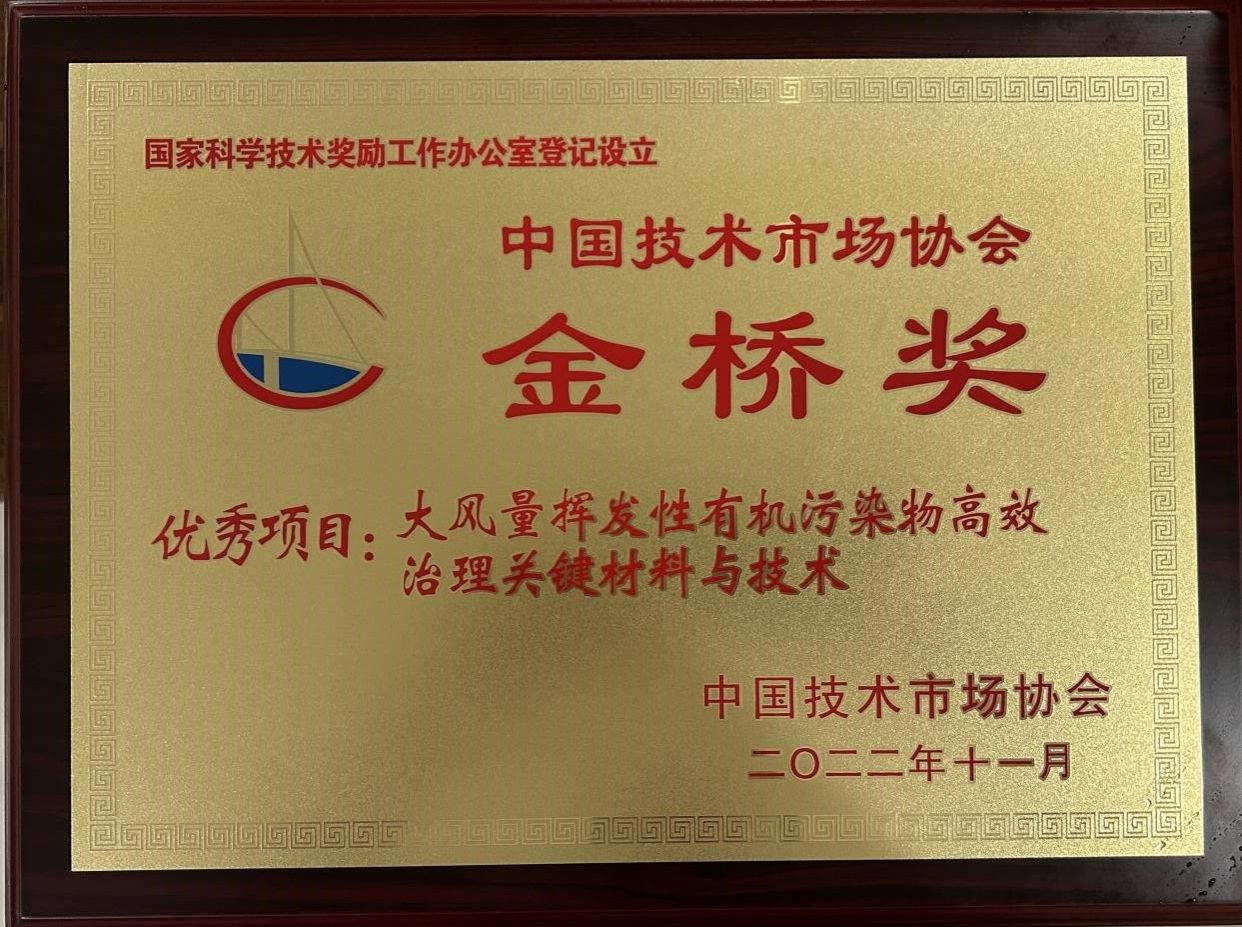 国家科学技术奖励工作办公室登记设立
中国技术市场协会
金桥奖
优秀项目：大风量挥发性有机污染物高效
治理关键材料与技术
中国技术市场协会
二〇二二年十一月